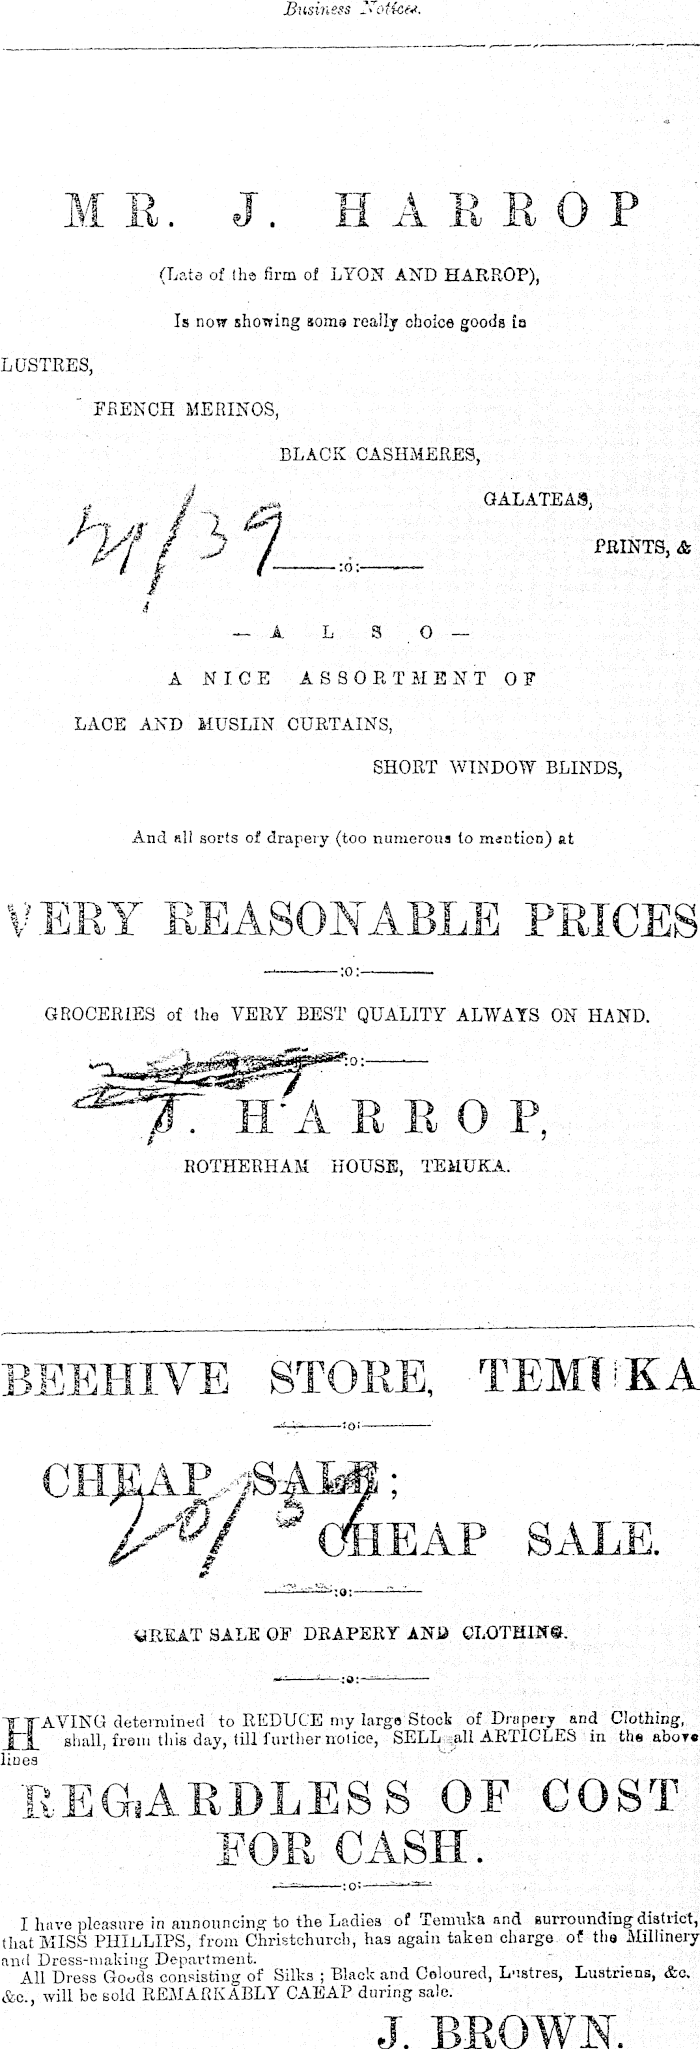 Business Notices.
MR. J. HARROP
(Late of the firm of LYON AND HARROP),
Is now showing some really choice goods in
LUSTRES,
FRENCH MERINOS,
BLACK CASHMERES,
GALATEAS,
PRINTS, &
:o:
— ALSO —
A NICE ASSORTMENT OF
LACE AND MUSLIN CURTAINS,
SHORT WINDOW BLINDS,
And all sorts of drapery (too numerous to mention) at
VERY REASONABLE PRICES
:o:
GROCERIES of the VERY BEST QUALITY ALWAYS ON HAND.
:o:
J. HARROP,
ROTHERHAM HOUSE, TEMUKA.
BEEHIVE STORE, TEMUKA
:o:
CHEAP SALE;
20/39
CHEAP SALE.
:o:
GREAT SALE OF DRAPERY AND CLOTHING.
:o:
HAVING determined to REDUCE my large Stock of Drapery and Clothing,
shall, from this day, till further notice, SELL all ARTICLES in the above
lines
REGARDLESS OF COST
FOR CASH.
:o:
I have pleasure in announcing to the Ladies of Temuka and surrounding district,
that MISS PHILLIPS, from Christchurch, has again taken charge of the Millinery
and Dress-making Department.
All Dress Goods consisting of Silks ; Black and Coloured, Lustres, Lustriens, &c.
&c., will be sold REMARKABLY CAEAP during sale.
J. BROWN.